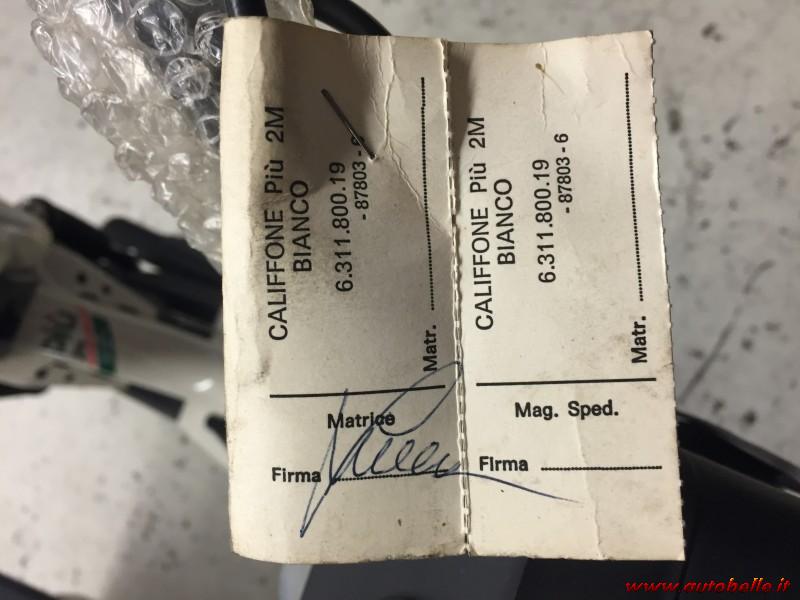 CALIFFONE Più 2M
BIANCO
6.311.800.19
- 87803 - 6
Matr.
Matrice
Firma
CALIFFONE Più 2M
BIANCO
6.311.800.19
- 87803 - 6
Matr.
Mag. Sped.
Firma
www.autobelle.it